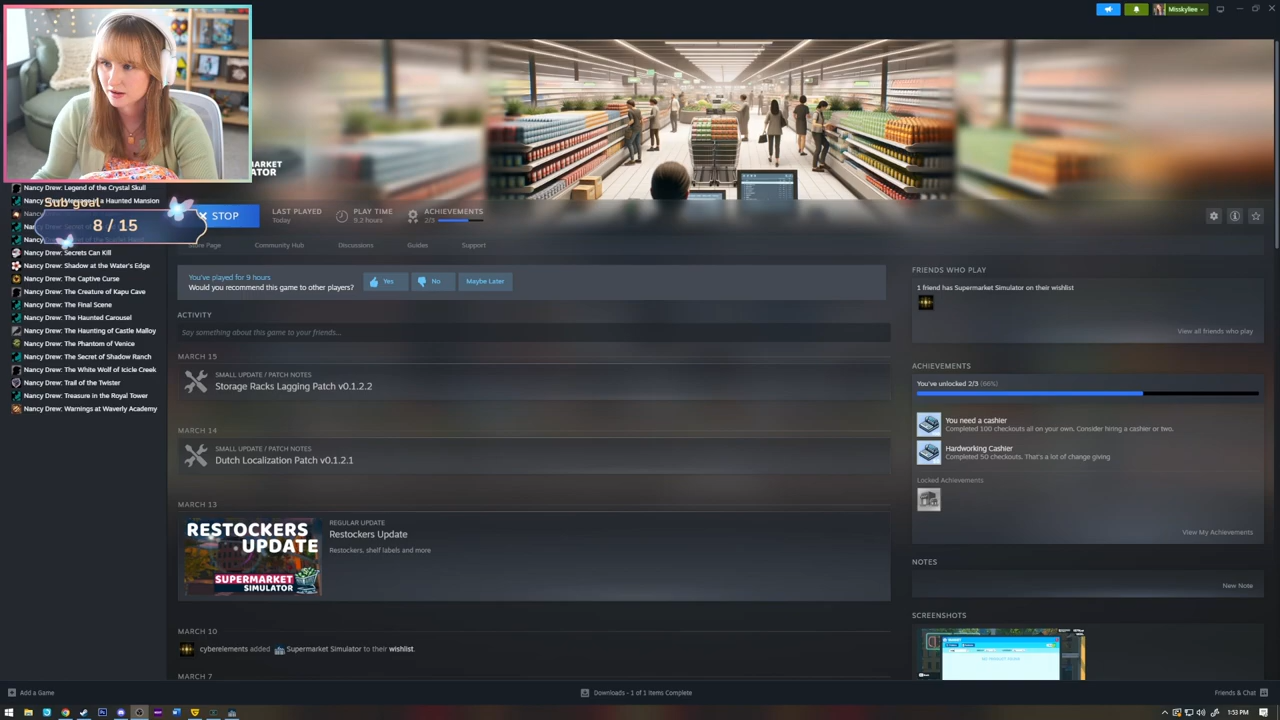 Misskyliee
MARKET
ATOR
Nancy Drew: Legend of the Crystal Skull
a Haunted Mansion
Sub goal
8 / 15
Nancy Drew: Secrets Can Kill
Nancy Drew: Shadow at the Water's Edge
Nancy Drew: The Captive Curse
Nancy Drew: The Creature of Kapu Cave
Nancy Drew: The Final Scene
Nancy Drew: The Haunted Carousel
Nancy Drew: The Haunting of Castle Malloy
Nancy Drew: The Phantom of Venice
Nancy Drew: The Secret of Shadow Ranch
Nancy Drew: The White Wolf of Icicle Creek
Nancy Drew: Trail of the Twister
Nancy Drew: Treasure in the Royal Tower
Nancy Drew: Warnings at Waverly Academy
STOP
LAST PLAYED
Today
PLAY TIME
5.2 hours
ACHIEVEMENTS
2/3
Page
Community Hub
Discussions
Guides
Support
You've played for 9 hours
Would you recommend this game to other players?
Yes
No
Maybe Later
ACTIVITY
Say something about this game to your friends...
MARCH 15
SMALL UPDATE / PATCH NOTES
Storage Racks Lagging Patch v0.1.2.2
MARCH 14
SMALL UPDATE / PATCH NOTES
Dutch Localization Patch v0.1.2.1
MARCH 13
RESTOCKERS
UPDATE
SUPERMARKET
SIMULATOR
REGULAR UPDATE
Restockers Update
Restockers, shelf labels and more
MARCH 10
cyberelements added Supermarket Simulator to their wishlist.
MARCH 7
FRIENDS WHO PLAY
1 friend has Supermarket Simulator on their wishlist
View all friends who play
ACHIEVEMENTS
You've unlocked 2/3 (66%)
You need a cashier
Completed 100 checkouts all on your own. Consider hiring a cashier or two.
Hardworking Cashier
Completed 50 checkouts. That's a lot of change giving
Locked Achievements
View My Achievements
NOTES
New Note
SCREENSHOTS
Add a Game
Downloads - 1 of 1 Items Complete
Friends & Chat
1:53 PM